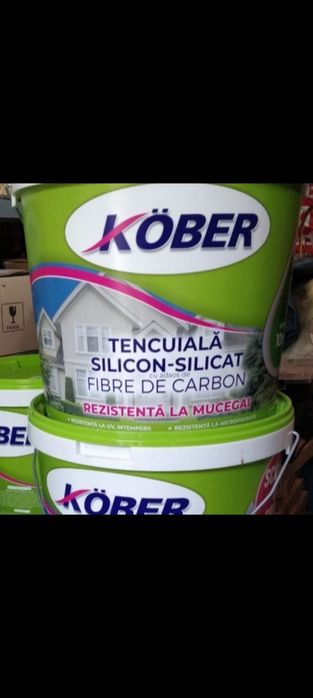 KÖBER
TENCUIALĂ
SILICON-SILICAT
cu adaos de
FIBRE DE CARBON
REZISTENTĂ LA MUCEGAI
• REZISTENTĂ LA UV, INTEMPERII • REZISTENTĂ LA MICROFISURI
KÖBER
KÖBER